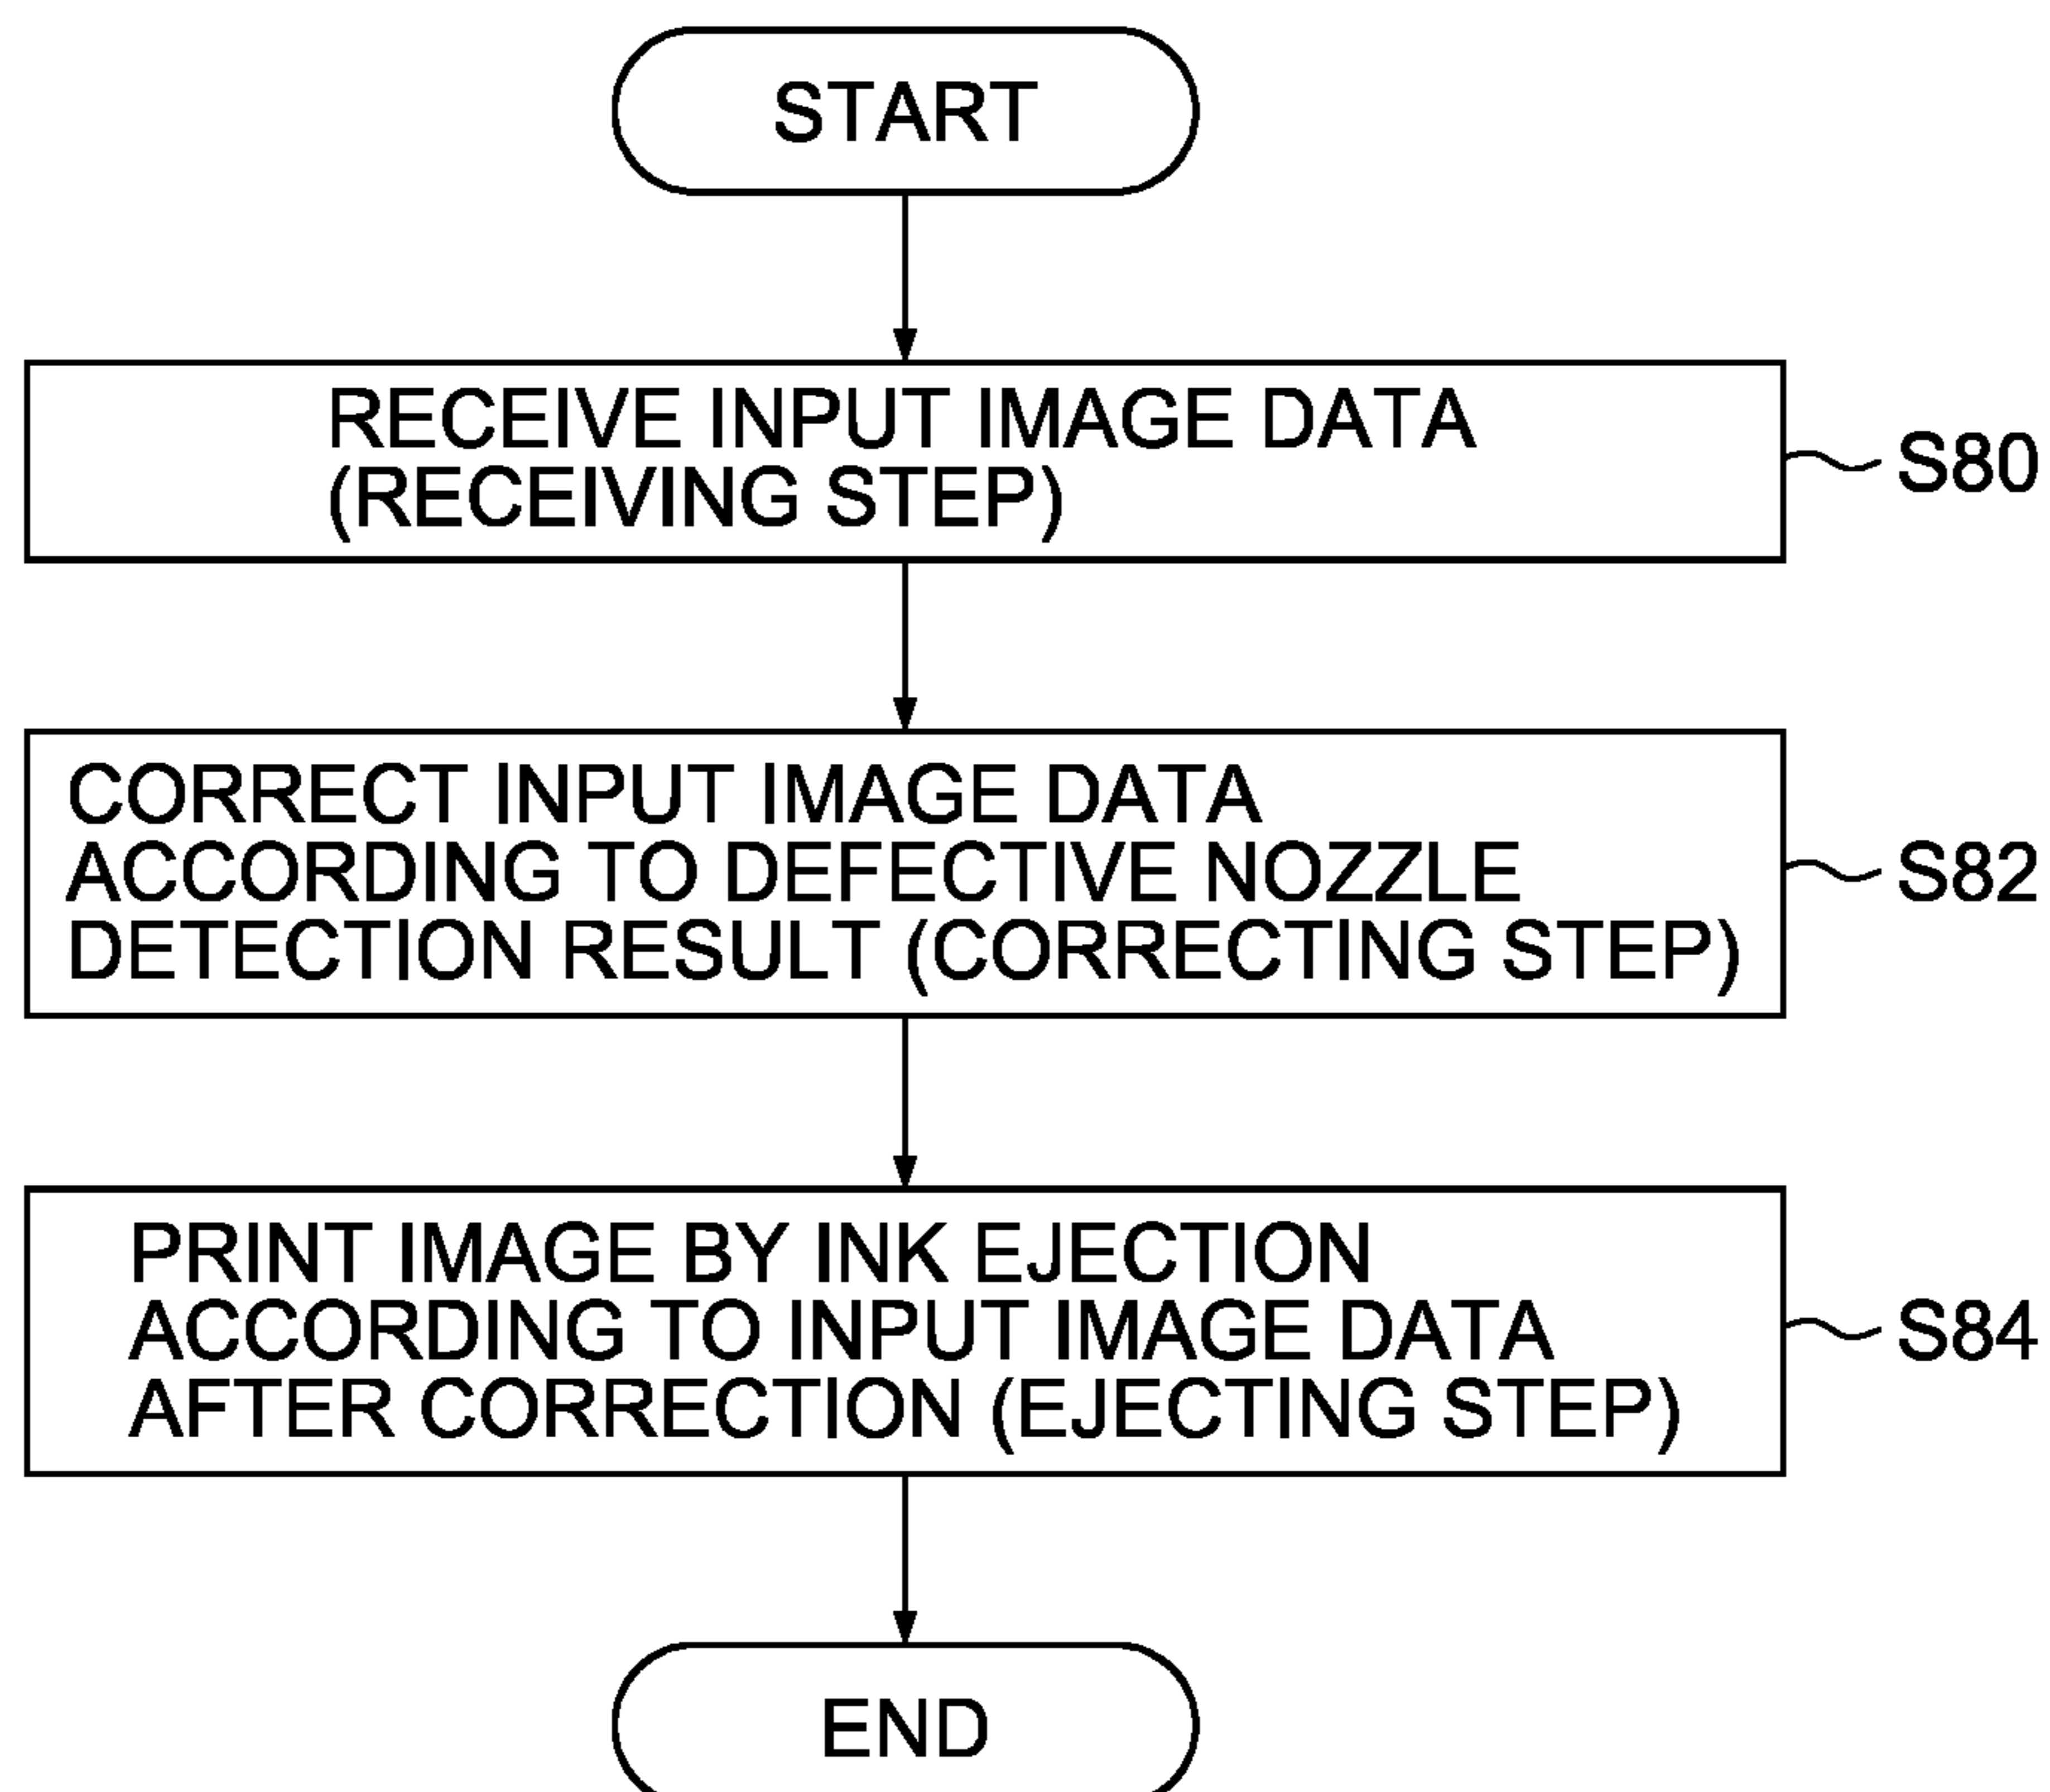 START
RECEIVE INPUT IMAGE DATA
(RECEIVING STEP)
S80
CORRECT INPUT IMAGE DATA
ACCORDING TO DEFECTIVE NOZZLE
DETECTION RESULT (CORRECTING STEP)
S82
PRINT IMAGE BY INK EJECTION
ACCORDING TO INPUT IMAGE DATA
AFTER CORRECTION (EJECTING STEP)
S84
END